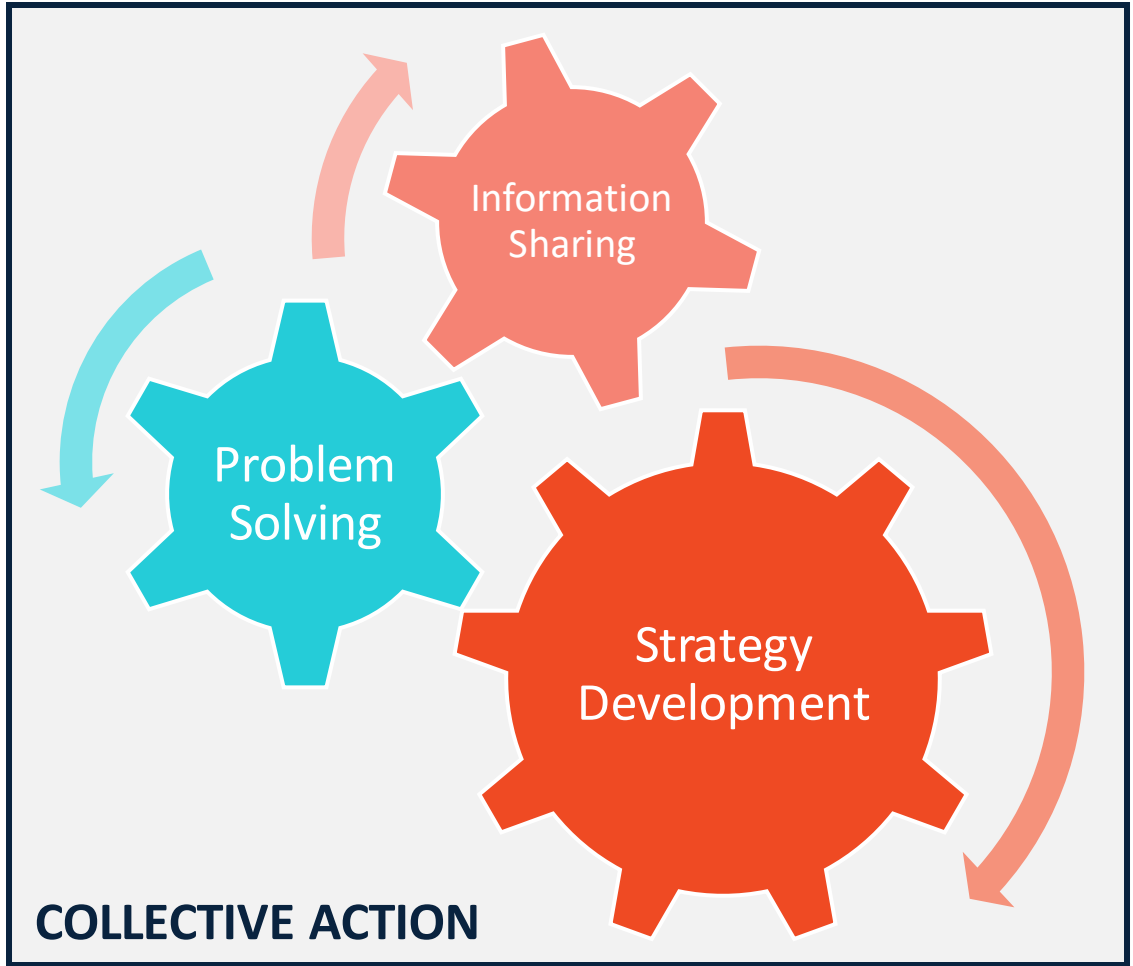 Information
Sharing
Problem
Solving
Strategy
Development
COLLECTIVE ACTION